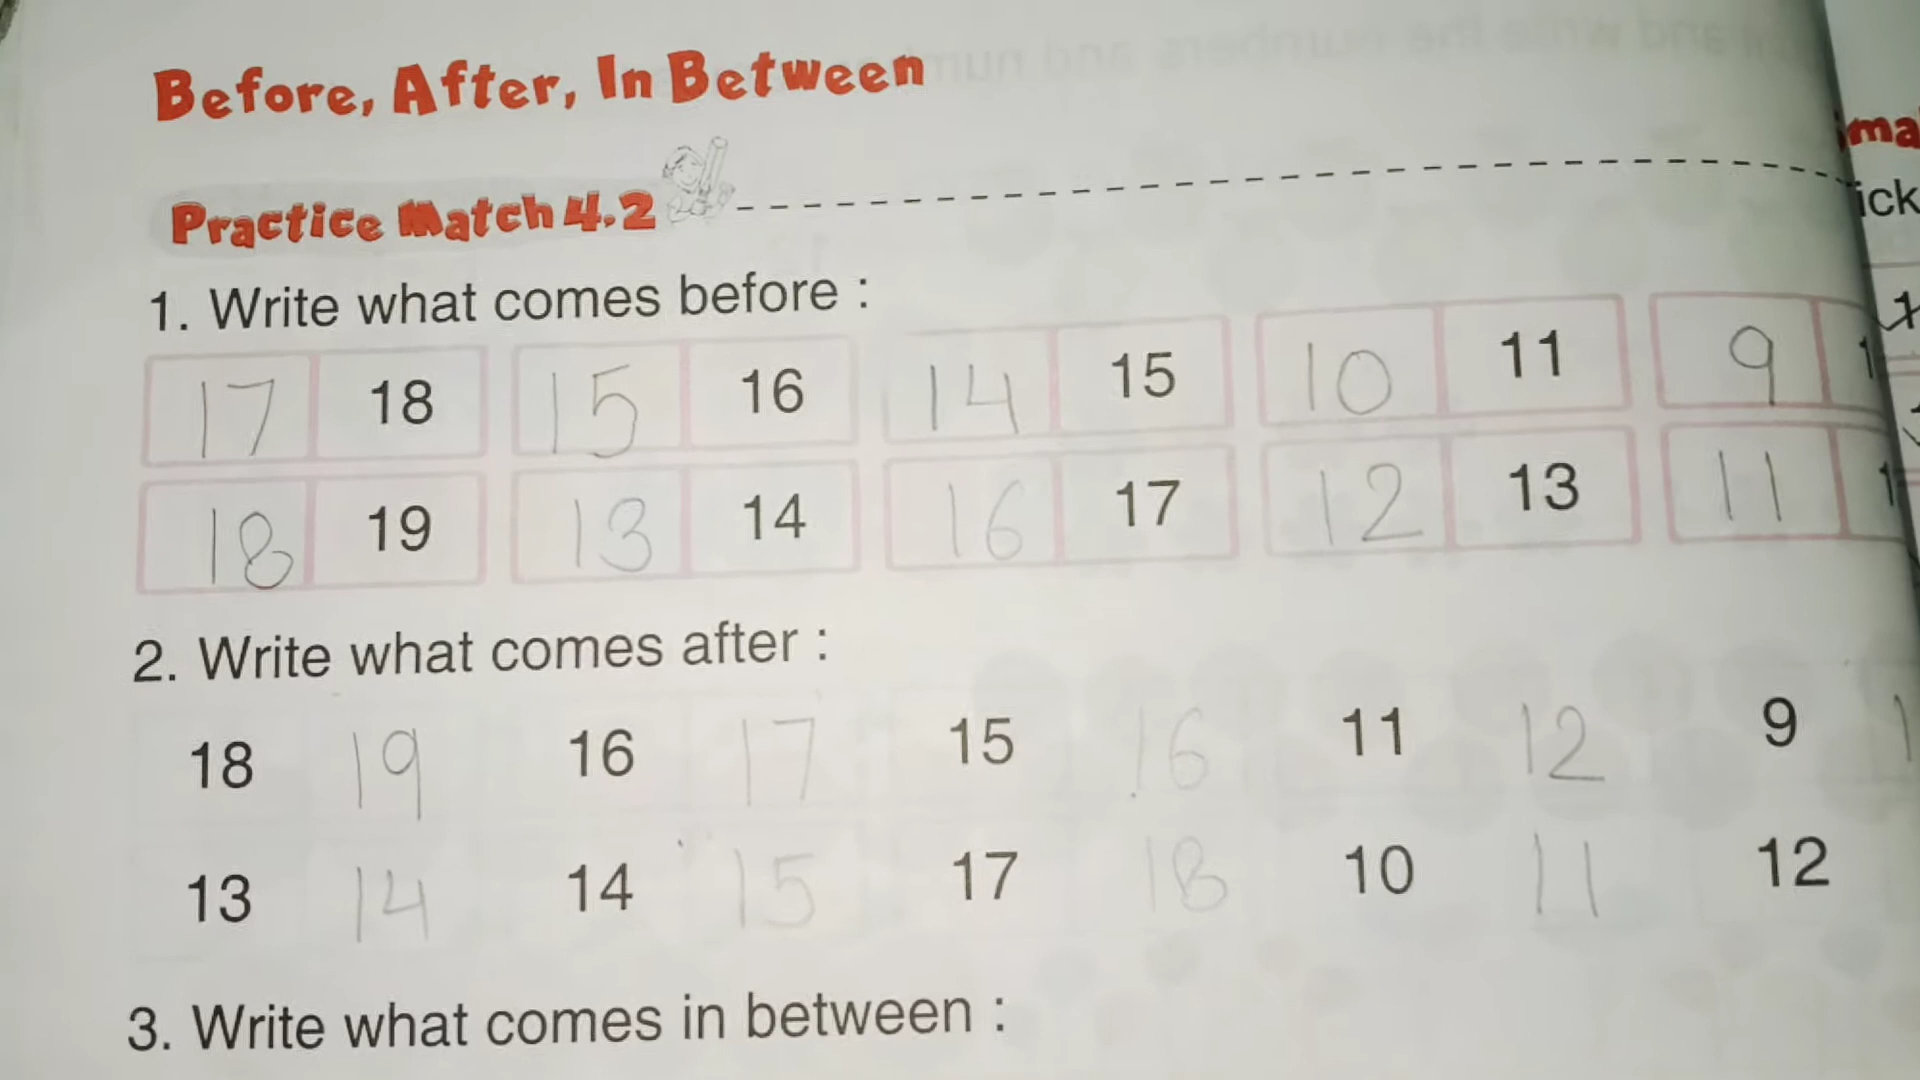 Before, After, In Between
Practice Match 4.2
1. Write what comes before :
17 18 15 16 14 15 10 11 9
18 19 13 14 16 17 12 13 11
2. Write what comes after :
18 19 16 17 15 16 11 12 9
13 14 14 15 17 18 10 11 12
3. Write what comes in between :